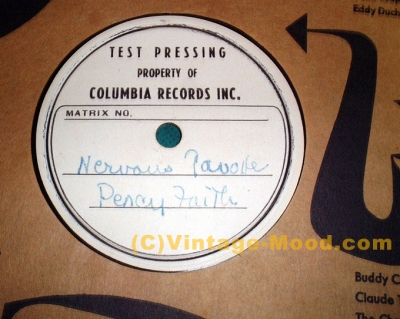 Eddy Duch
TEST PRESSING
PROPERTY OF
COLUMBIA RECORDS INC.
MATRIX NO.
Nervous Gavotte
Percy Faith
(C)Vintage-Mood.com
Buddy C
Claude T
The Ch